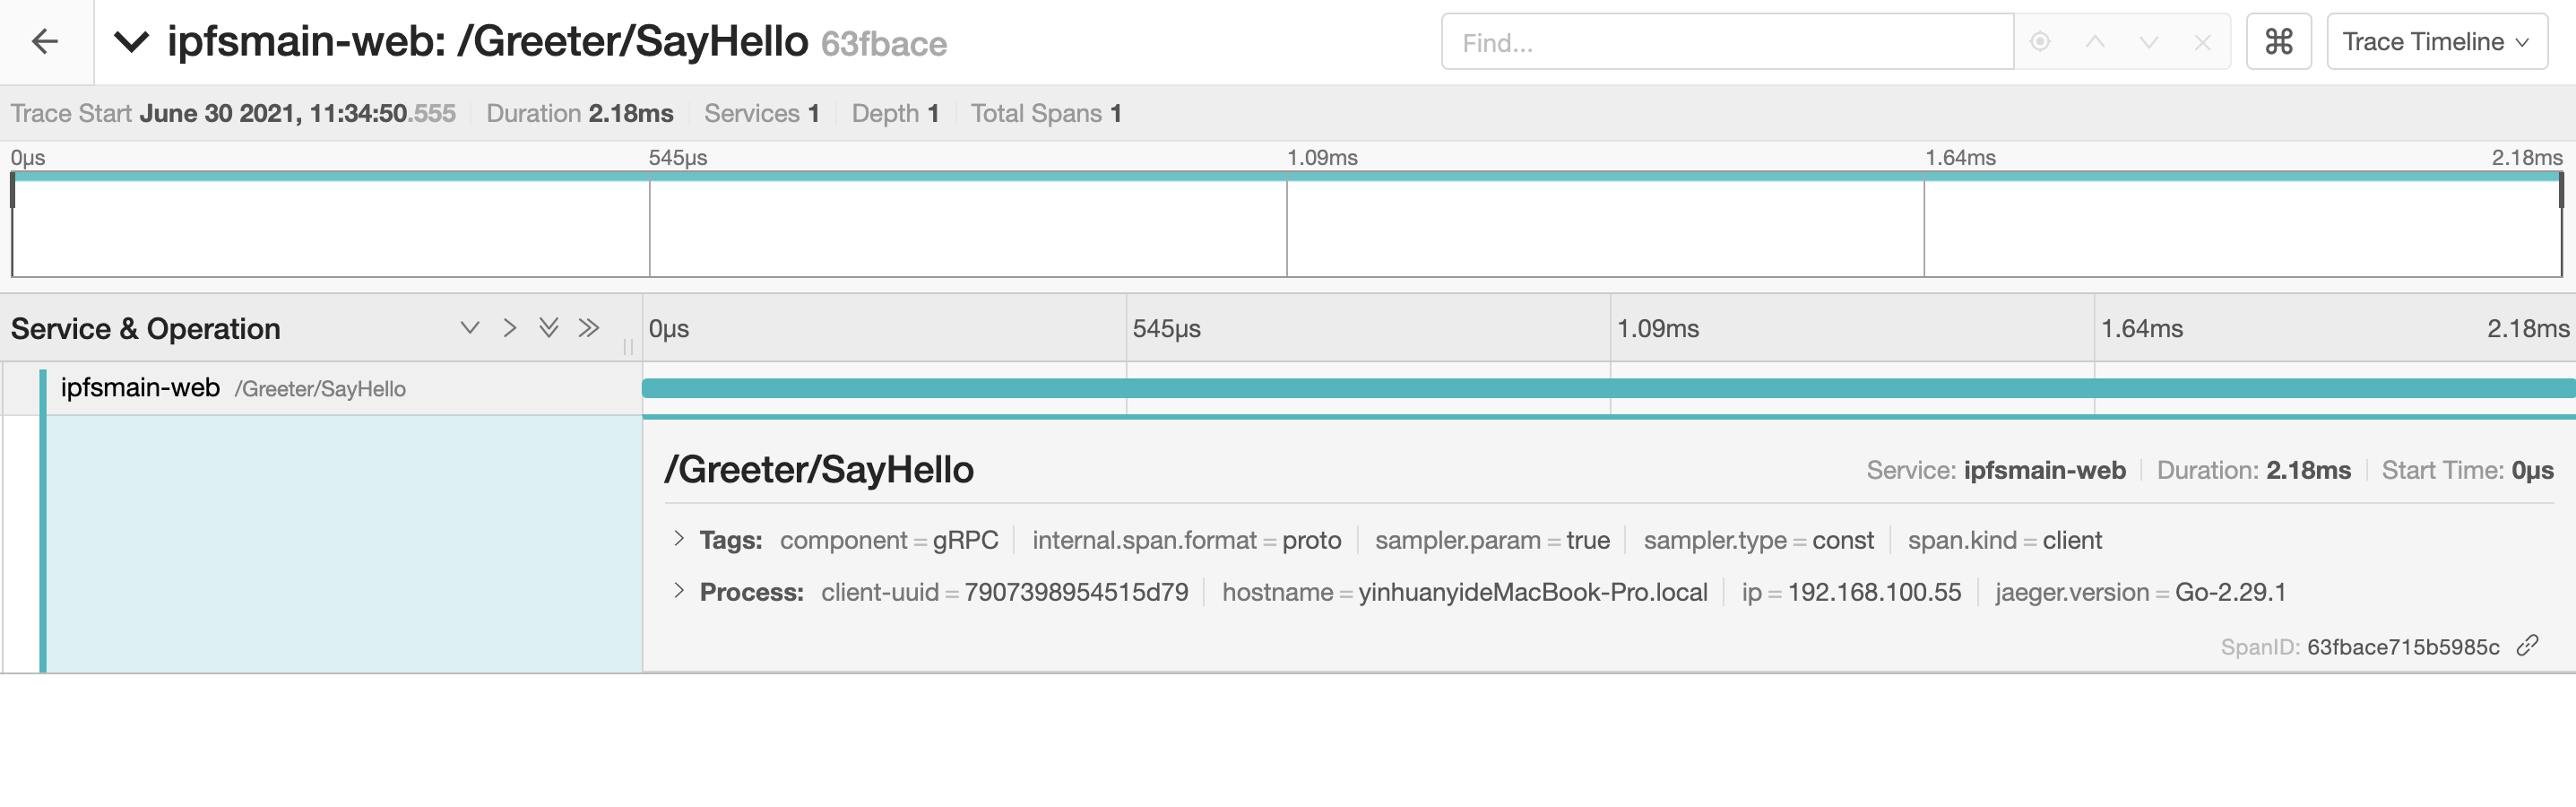 ipfsmain-web: /Greeter/SayHello 63fbace Find... ⌘ Trace Timeline
Trace Start June 30 2021, 11:34:50.555 Duration 2.18ms Services 1 Depth 1 Total Spans 1
0μs 545μs 1.09ms 1.64ms 2.18ms
Service & Operation 0μs 545μs 1.09ms 1.64ms 2.18ms
ipfsmain-web /Greeter/SayHello
/Greeter/SayHello Service: ipfsmain-web Duration: 2.18ms Start Time: 0μs
Tags: component = gRPC internal.span.format = proto sampler.param = true sampler.type = const span.kind = client
Process: client-uuid = 7907398954515d79 hostname = yinhuanyideMacBook-Pro.local ip = 192.168.100.55 jaeger.version = Go-2.29.1
SpanID: 63fbace715b5985c